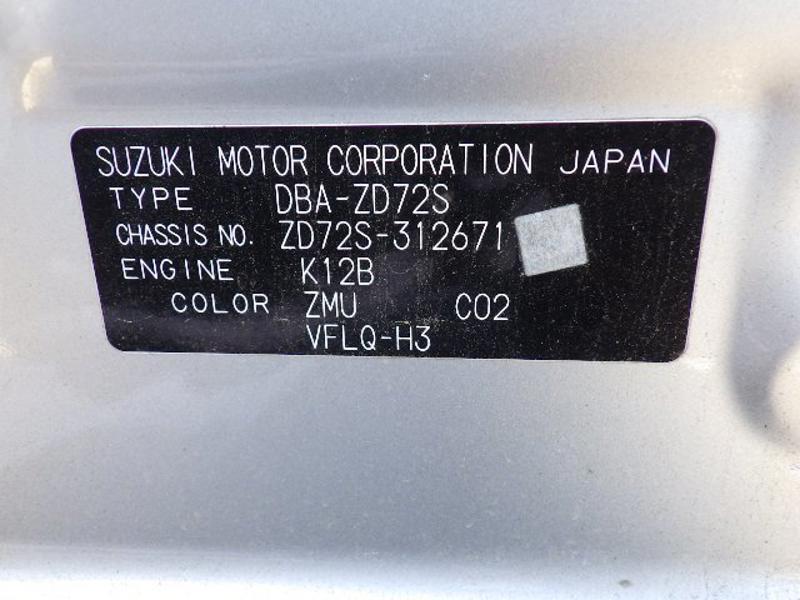 SUZUKI MOTOR CORPORATION JAPAN
TYPE DBA-ZD72S
CHASSIS NO. ZD72S-312671
ENGINE K12B
COLOR ZMU C02
VFLQ-H3